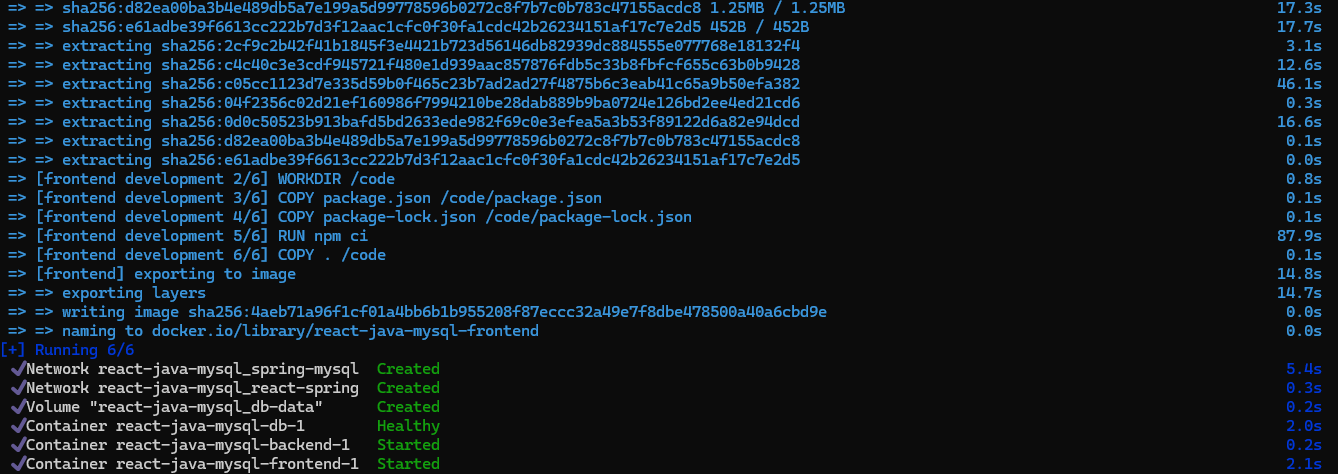 => => sha256:d82ea00ba3b4e489db5a7e199a5d99778596b0272c8f7b7c0b783c47155acdc8 1.25MB / 1.25MB 17.3s
=> => sha256:e61adbe39f6613cc222b7d3f12aac1cfc0f30fa1cdc42b26234151af17c7e2d5 452B / 452B 17.7s
=> => extracting sha256:2cf9c2b42f41b1845f3e4421b723d56146db82939dc884555e077768e18132f4 3.1s
=> => extracting sha256:c4c40c3e3cdf945721f480e1d939aac857876fdb5c33b8fbfcf655c63b0b9428 12.6s
=> => extracting sha256:c05cc1123d7e335d59b0f465c23b7ad2ad27f4875b6c3eab41c65a9b50efa382 46.1s
=> => extracting sha256:04f2356c02d21ef160986f7994210be28dab889b9ba0724e126bd2ee4ed21cd6 0.3s
=> => extracting sha256:0d0c50523b913bafd5bd2633ede982f69c0e3efea5a3b53f89122d6a82e94dcd 16.6s
=> => extracting sha256:d82ea00ba3b4e489db5a7e199a5d99778596b0272c8f7b7c0b783c47155acdc8 0.1s
=> => extracting sha256:e61adbe39f6613cc222b7d3f12aac1cfc0f30fa1cdc42b26234151af17c7e2d5 0.0s
=> [frontend development 2/6] WORKDIR /code 0.8s
=> [frontend development 3/6] COPY package.json /code/package.json 0.1s
=> [frontend development 4/6] COPY package-lock.json /code/package-lock.json 0.1s
=> [frontend development 5/6] RUN npm ci 87.9s
=> [frontend development 6/6] COPY . /code 0.1s
=> [frontend] exporting to image 14.8s
=> => exporting layers 14.7s
=> => writing image sha256:4aeb71a96f1cf01a4bb6b1b955208f87eccc32a49e7f8dbe478500a40a6cbd9e 0.0s
=> => naming to docker.io/library/react-java-mysql-frontend 0.0s
[+] Running 6/6
✔Network react-java-mysql_spring-mysql Created 5.4s
✔Network react-java-mysql_react-spring Created 0.3s
✔Volume "react-java-mysql_db-data" Created 0.2s
✔Container react-java-mysql-db-1 Healthy 2.0s
✔Container react-java-mysql-backend-1 Started 0.2s
✔Container react-java-mysql-frontend-1 Started 2.1s